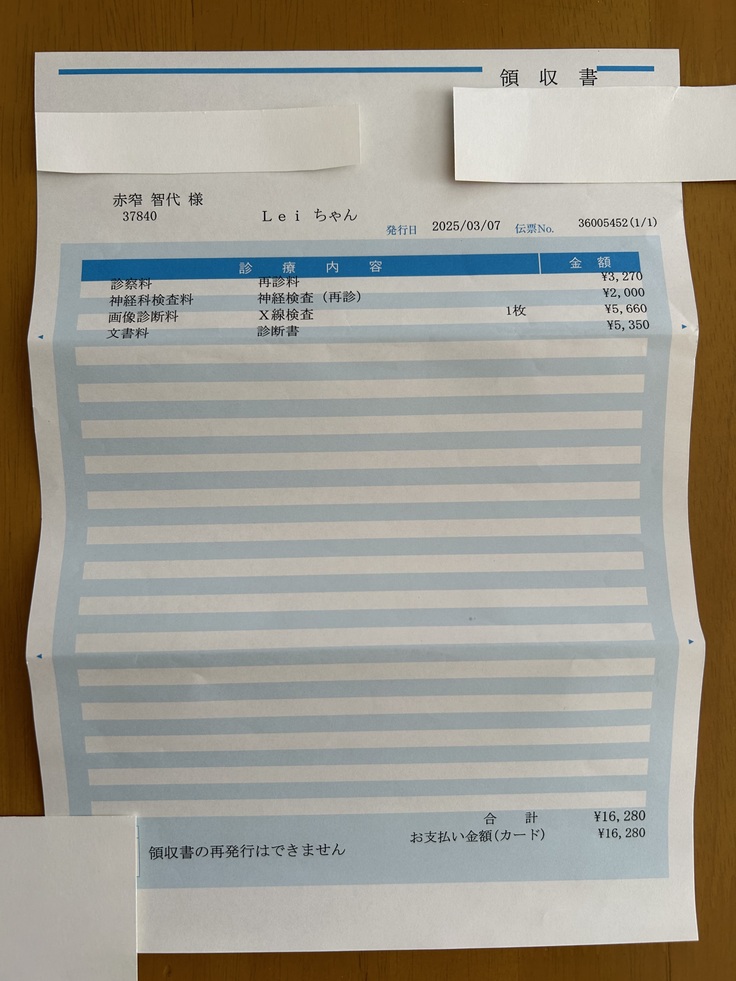 領収書
赤窄 智代 様
37840
Lei ちゃん
発行日 2025/03/07 伝票No. 36005452(1/1)
診療内容 金額
診察料 再診料 ¥3,270
神経科検査料 神経検査（再診） ¥2,000
画像診断料 X線検査 1枚 ¥5,660
文書料 診断書 ¥5,350
合計 ¥16,280
お支払い金額(カード) ¥16,280
領収書の再発行はできません